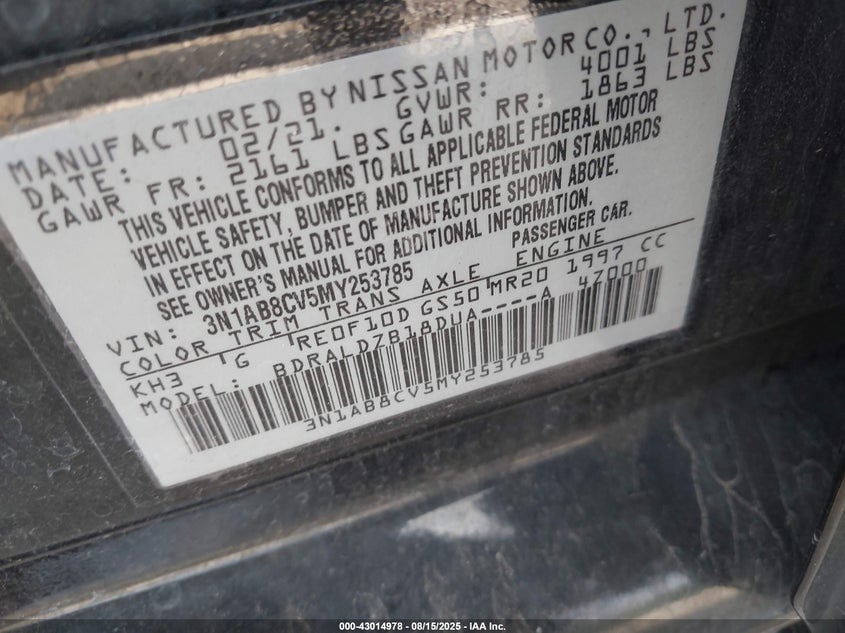 MANUFACTURED BY NISSAN MOTOR CO., LTD.
DATE: 02/21. GVWR: 4001 LBS
GAWR FR: 2161 LBS GAWR RR: 1863 LBS
THIS VEHICLE CONFORMS TO ALL APPLICABLE FEDERAL MOTOR
VEHICLE SAFETY, BUMPER AND THEFT PREVENTION STANDARDS
IN EFFECT ON THE DATE OF MANUFACTURE SHOWN ABOVE.
SEE OWNER'S MANUAL FOR ADDITIONAL INFORMATION.
VIN: 3N1AB8CV5MY253785 PASSENGER CAR.
COLOR TRIM TRANS AXLE ENGINE
KH3 G RE0F10D GS50 MR20 1997 CC
MODEL: BDRALDZB18DUA----A 4Z000
3N1AB8CV5MY253785
000-43014978 - 08/15/2025 - IAA Inc.